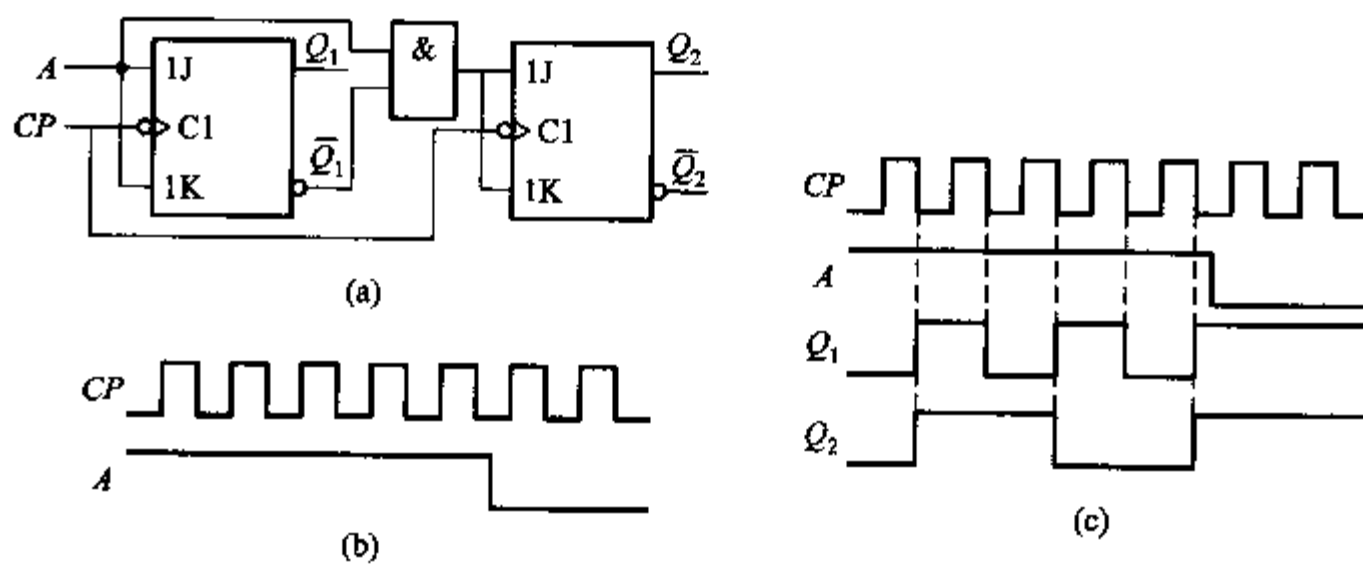 A
CP
1J
C1
1K
Q₁
Q̅₁
&
1J
C1
1K
Q₂
Q̅₂
(a)
CP
A
(b)
CP
A
Q₁
Q₂
(c)